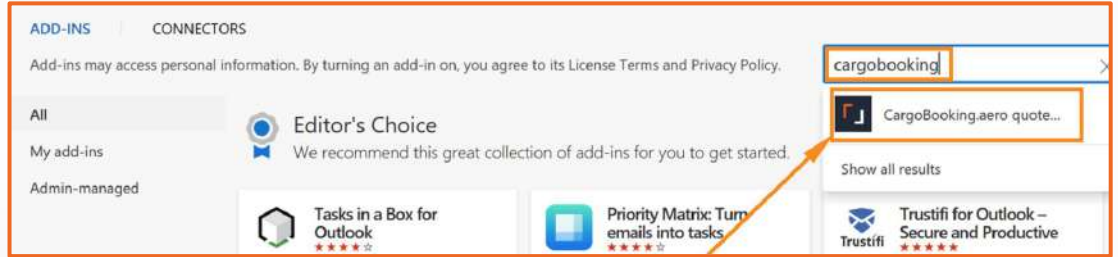 ADD-INS CONNECTORS
Add-ins may access personal information. By turning an add-in on, you agree to its License Terms and Privacy Policy.
cargobooking
CargoBooking.aero quote...
Show all results
All
My add-ins
Admin-managed
Editor's Choice
We recommend this great collection of add-ins for you to get started.
Tasks in a Box for
Outlook
Priority Matrix: Turn
emails into tasks
Trustifi
Trustifi for Outlook –
Secure and Productive